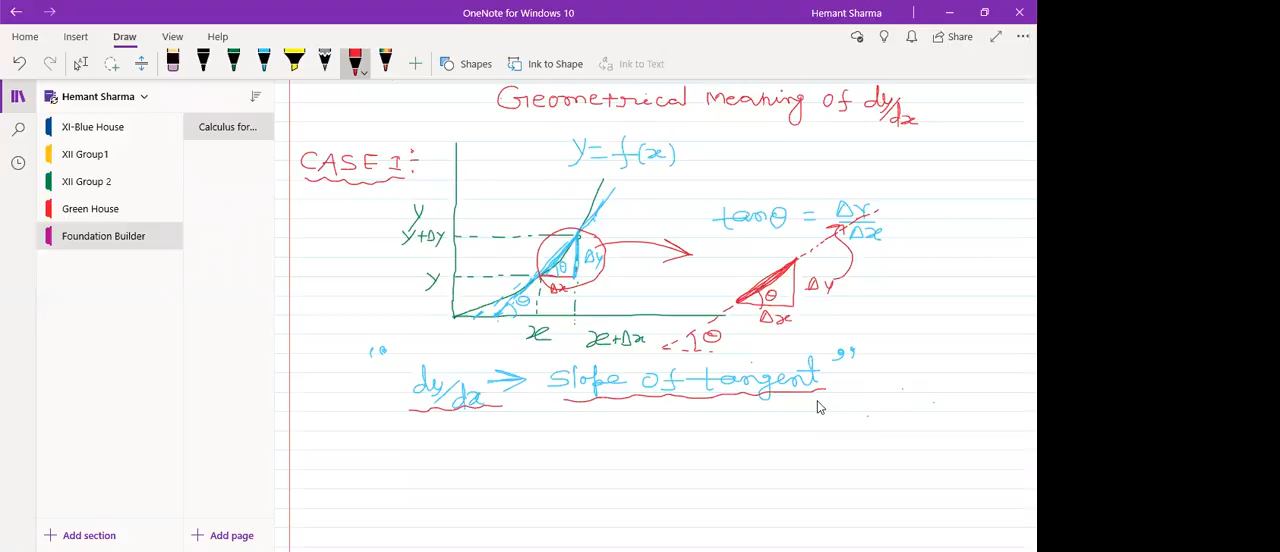 OneNote for Windows 10
Hemant Sharma
Home Insert Draw View Help
Share
Shapes
Ink to Shape
Ink to Text
Hemant Sharma
XI-Blue House
XII Group1
XII Group 2
Green House
Foundation Builder
Calculus for...
Add section
Add page
Geometrical Meaning of dy/dx
CASE 1:
y = f(x)
y
y+Δy
y
θ
θ
Δy
Δx
x
x+Δx
tanθ = Δy/Δx
θ
Δy
Δx
θ
" dy/dx → Slope Of tangent "